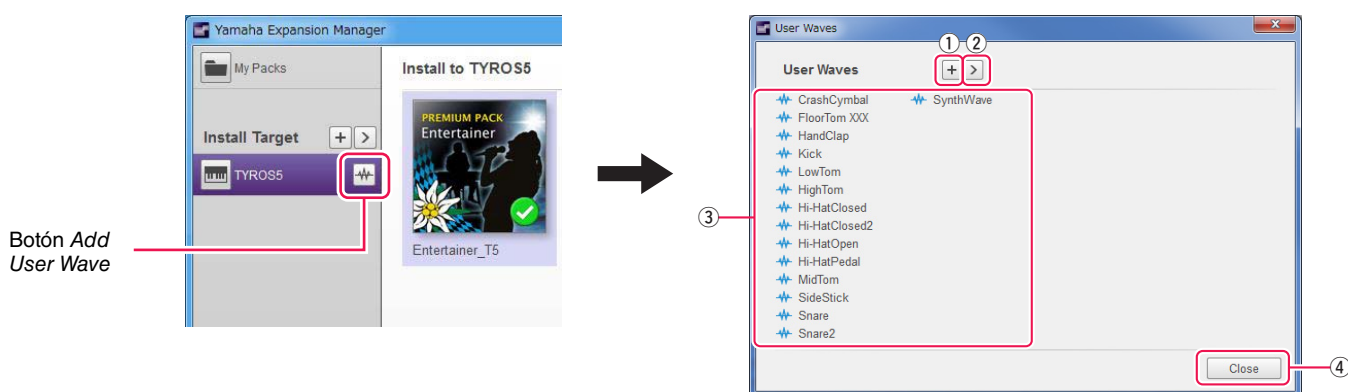 Yamaha Expansion Manager
My Packs
Install to TYROS5
Install Target
+ >
TYROS5
PREMIUM PACK
Entertainer
Entertainer_T5
Botón Add
User Wave
User Waves
① ②
User Waves
+ >
③
CrashCymbal
FloorTom XXX
HandClap
Kick
LowTom
HighTom
Hi-HatClosed
Hi-HatClosed2
Hi-HatOpen
Hi-HatPedal
MidTom
SideStick
Snare
Snare2
SynthWave
Close
④